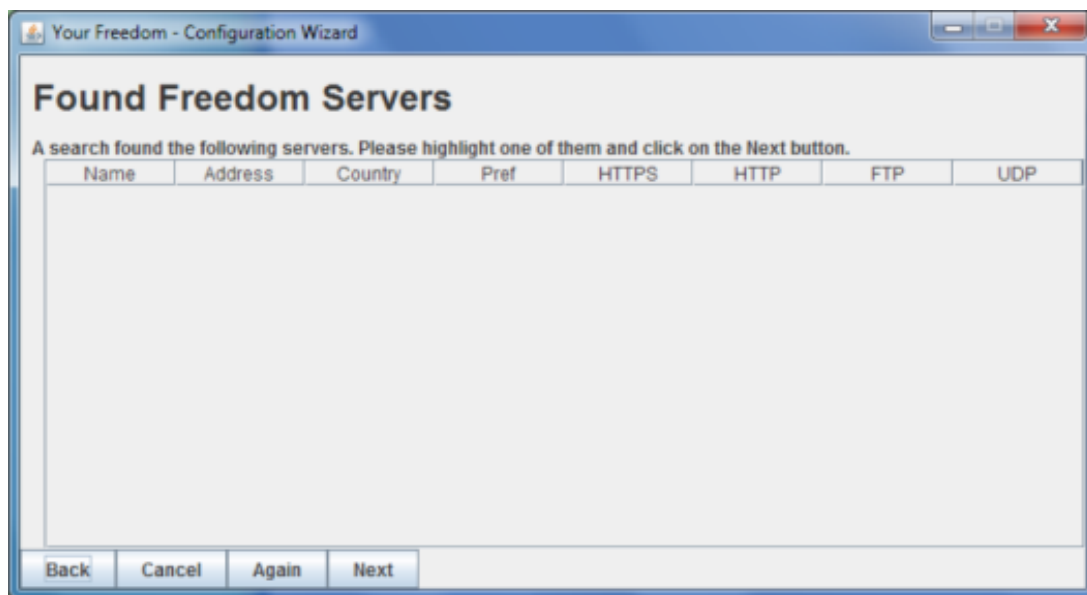 Your Freedom - Configuration Wizard
Found Freedom Servers
A search found the following servers. Please highlight one of them and click on the Next button.
Name Address Country Pref HTTPS HTTP FTP UDP
Back Cancel Again Next